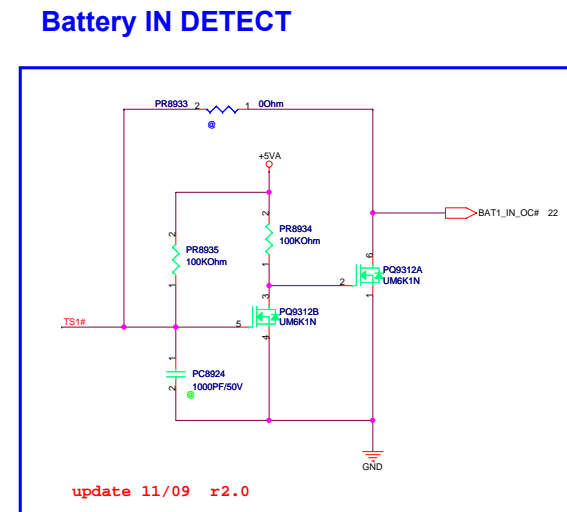 Battery IN DETECT
PR8933 2 1 0Ohm
@
+5VA
2 2
PR8934
100KOhm
BAT1_IN_OC# 22
PR8935
100KOhm
1 1
6
PQ9312A
UM6K1N
2
1
3
PQ9312B
UM6K1N
TS1#
5
4
1
PC8924
1000PF/50V
2
@
GND
update 11/09 r2.0